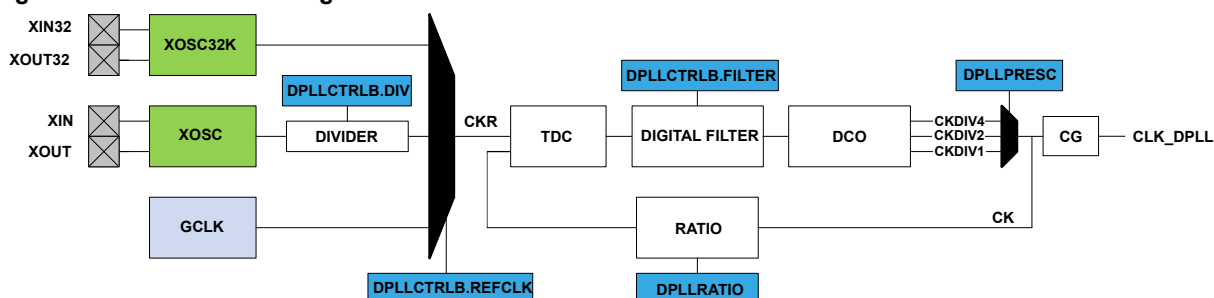 XIN32
XOUT32
XOSC32K
DPLLCTRLB.DIV
DPLLCTRLB.FILTER
DPLLPRESC
XIN
XOUT
XOSC
DIVIDER
CKR
TDC
DIGITAL FILTER
DCO
CKDIV4
CKDIV2
CKDIV1
CG
CLK_DPLL
GCLK
RATIO
CK
DPLLCTRLB.REFCLK
DPLLRATIO